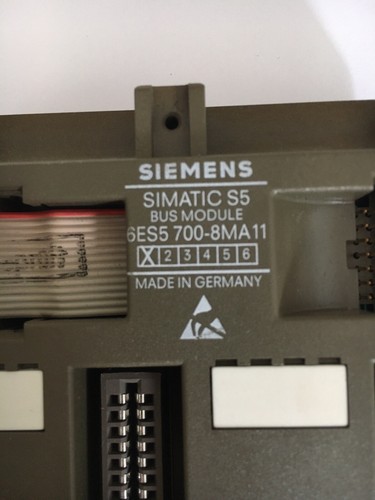 SIEMENS
SIMATIC S5
BUS MODULE
6ES5 700-8MA11
X 2 3 4 5 6
MADE IN GERMANY